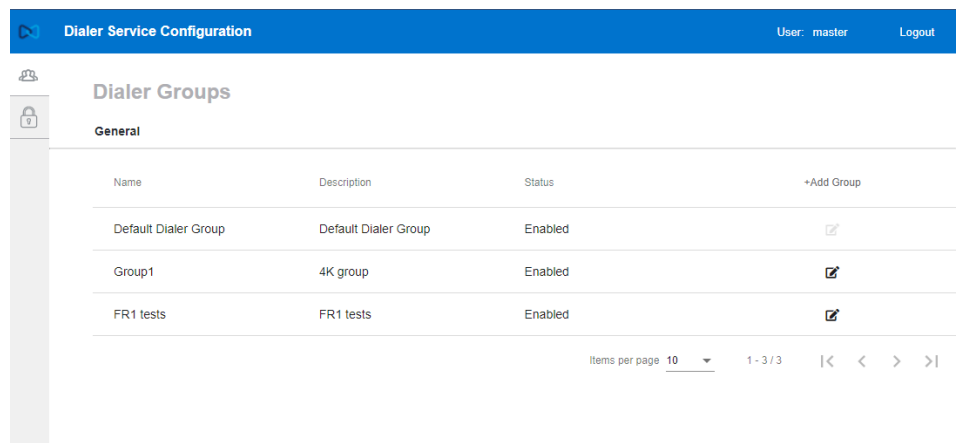 Dialer Service Configuration User: master Logout
Dialer Groups
General
Name Description Status +Add Group
Default Dialer Group Default Dialer Group Enabled
Group1 4K group Enabled
FR1 tests FR1 tests Enabled
Items per page 10 1 - 3 / 3